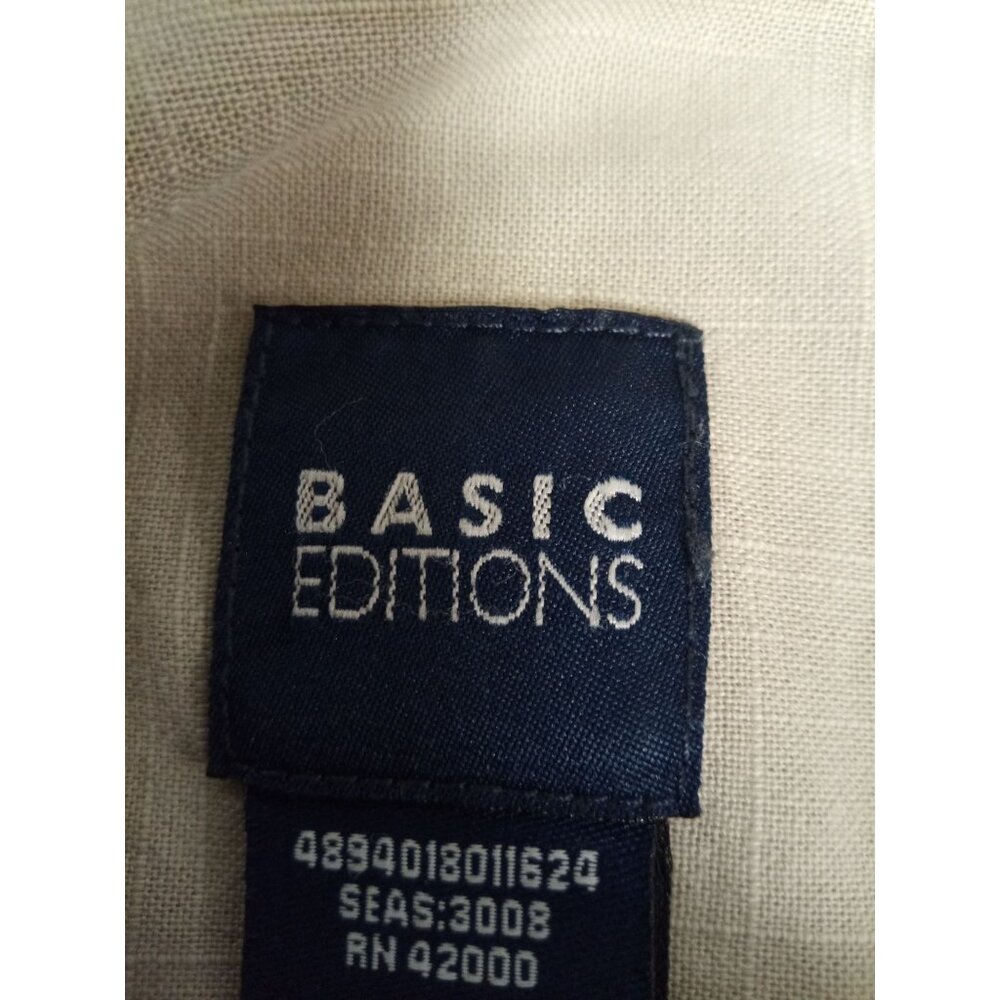 BASIC
EDITIONS
4894018011624
SEAS:3008
RN 42000